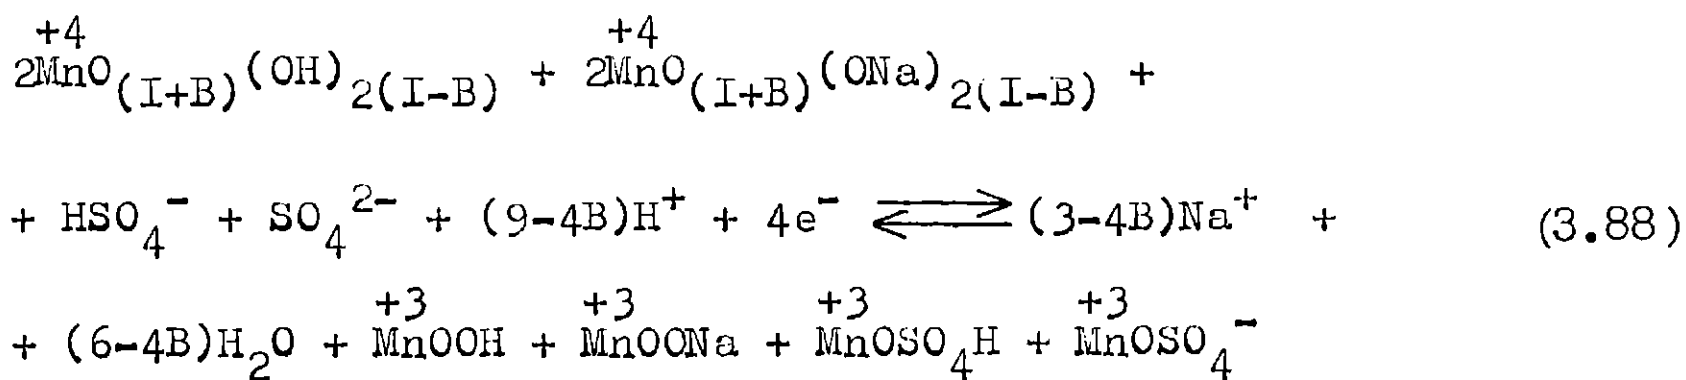 +4 +4
2MnO(I+B)(OH)2(I-B) + 2MnO(I+B)(ONa)2(I-B) +
+ HSO4⁻ + SO4²⁻ + (9-4B)H⁺ + 4e⁻ ⇌ (3-4B)Na⁺ + (3.88)
+3 +3 +3 +3
+ (6-4B)H2O + MnOOH + MnOONa + MnOSO4H + MnOSO4⁻